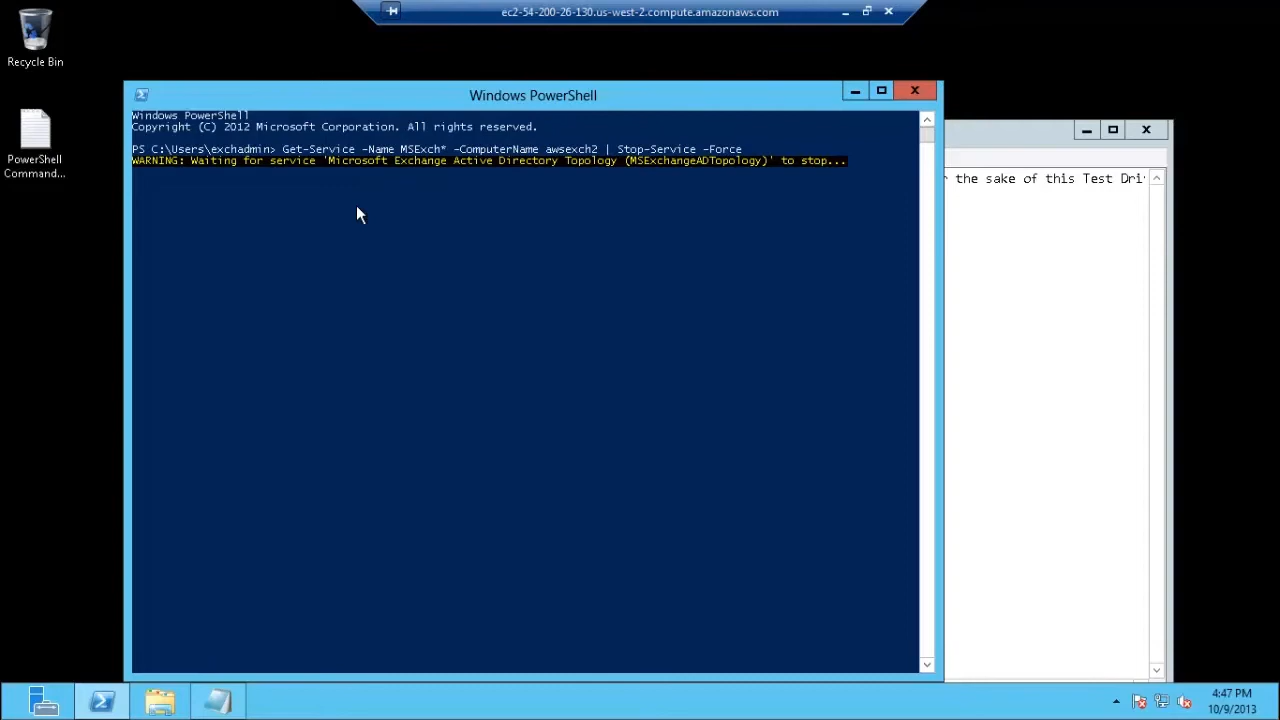 ec2-54-200-26-130.us-west-2.compute.amazonaws.com
Recycle Bin
PowerShell
Command...
Windows PowerShell
Windows PowerShell
Copyright (C) 2012 Microsoft Corporation. All rights reserved.
PS C:\Users\exchadmin> Get-Service -Name MSExch* -ComputerName awsexch2 | Stop-Service -Force
WARNING: Waiting for service 'Microsoft Exchange Active Directory Topology (MSExchangeADTopology)' to stop...
the sake of this Test Dri
4:47 PM
10/9/2013